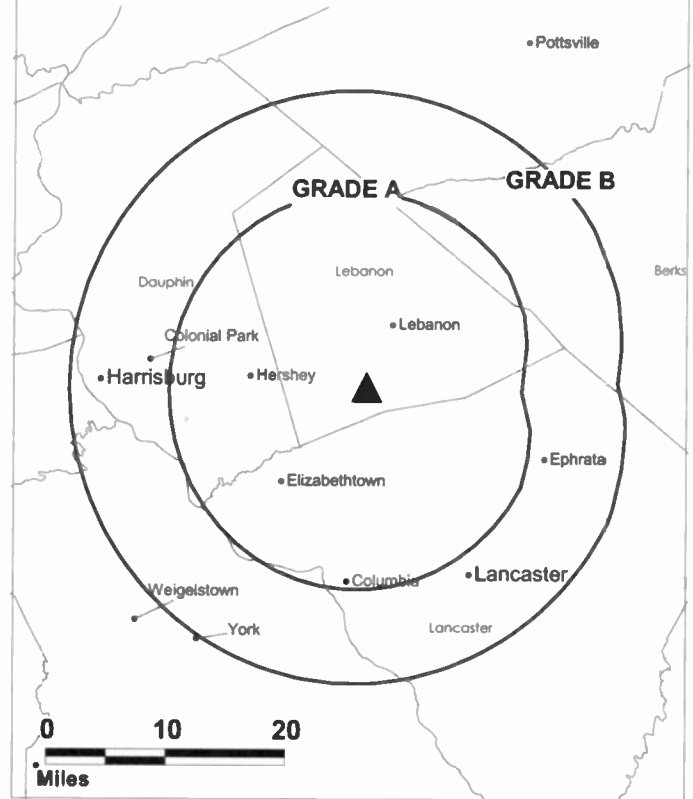 Pottsville
GRADE B
GRADE A
Lebanon
Berks
Dauphin
Lebanon
Colonial Park
Harrisburg
Hershey
Ephrata
Elizabethtown
Lancaster
Columbia
Weigelstown
York
Lancaster
0 10 20
Miles